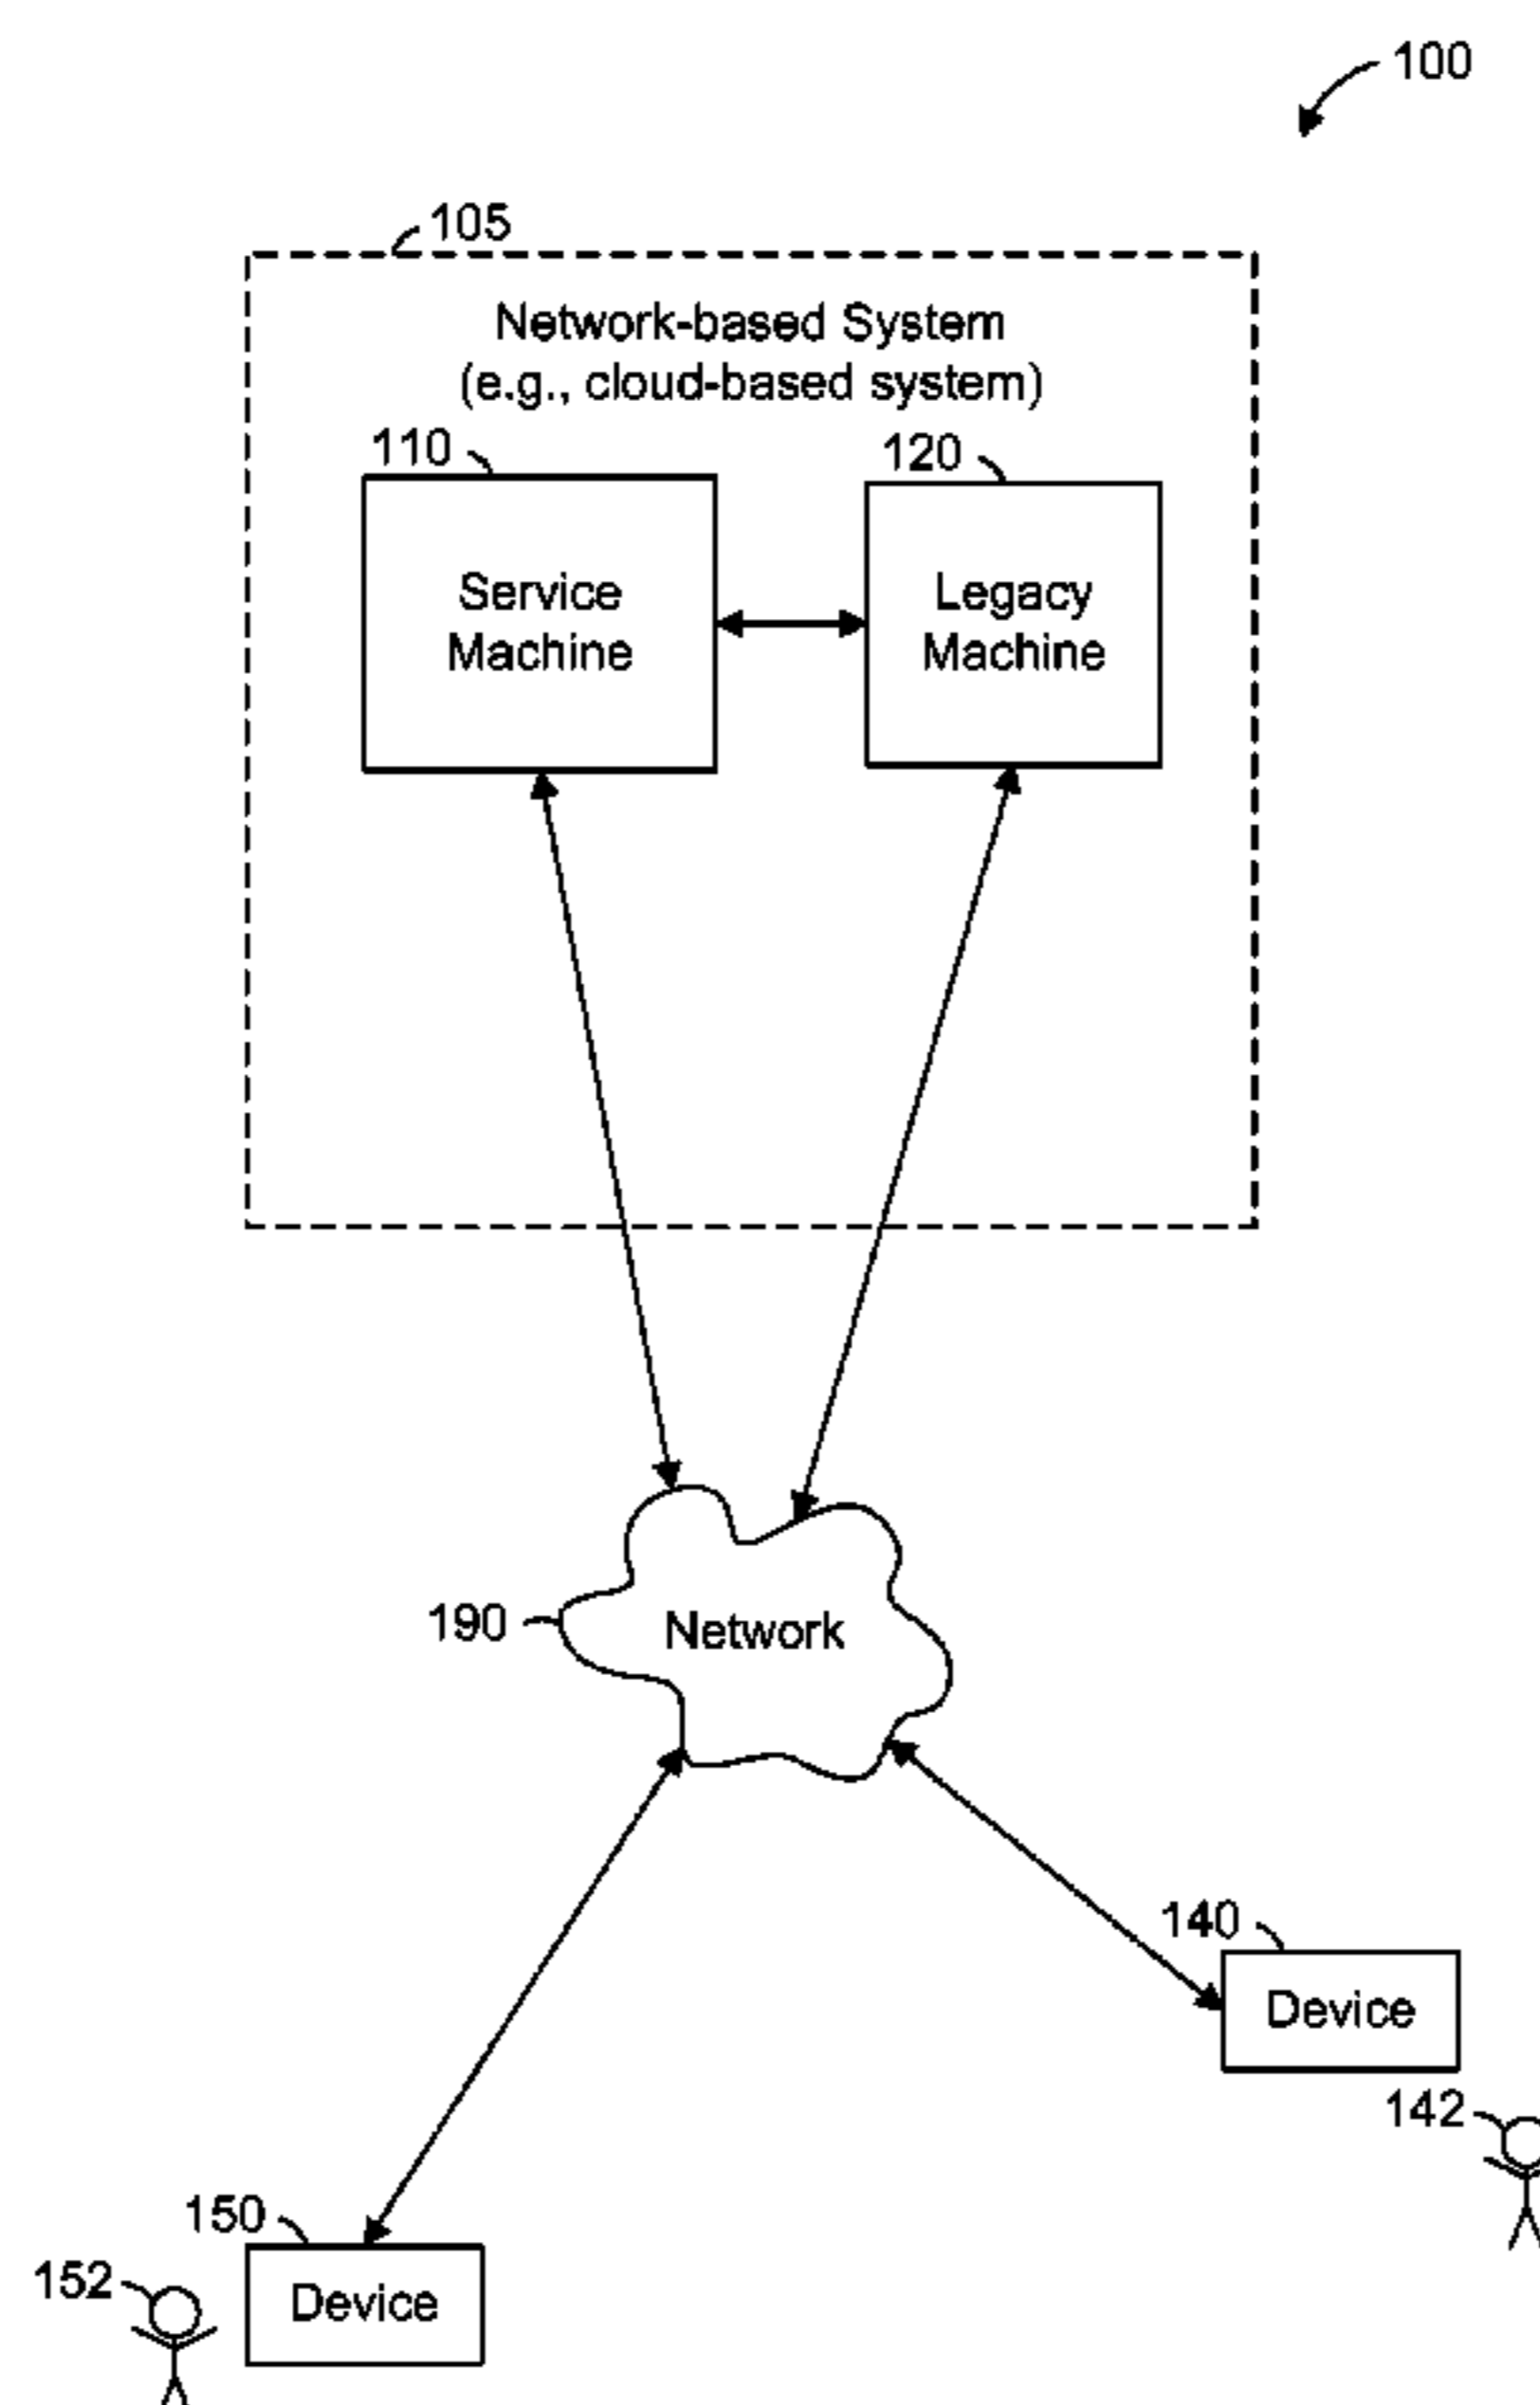 100
105
Network-based System
(e.g., cloud-based system)
110
120
Service
Machine
Legacy
Machine
190
Network
140
Device
142
150
152
Device